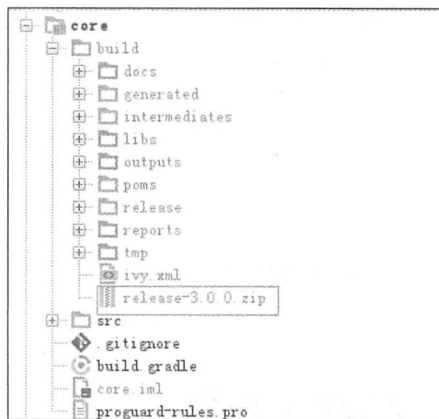 core
build
docs
generated
intermediates
libs
outputs
poms
release
reports
tmp
ivy.xml
release-3.0.0.zip
src
.gitignore
build.gradle
core.iml
proguard-rules.pro